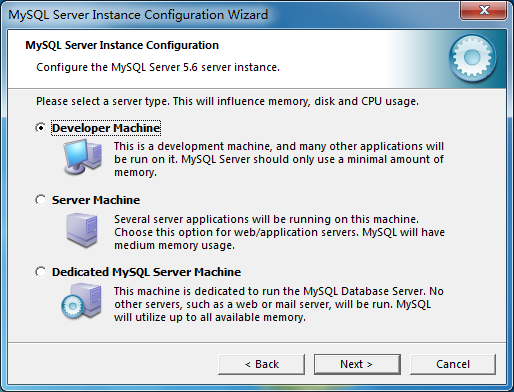 MySQL Server Instance Configuration Wizard
MySQL Server Instance Configuration
Configure the MySQL Server 5.6 server instance.
Please select a server type. This will influence memory, disk and CPU usage.
Developer Machine
This is a development machine, and many other applications will
be run on it. MySQL Server should only use a minimal amount of
memory.
Server Machine
Several server applications will be running on this machine.
Choose this option for web/application servers. MySQL will have
medium memory usage.
Dedicated MySQL Server Machine
This machine is dedicated to run the MySQL Database Server. No
other servers, such as a web or mail server, will be run. MySQL
will utilize up to all available memory.
< Back Next > Cancel